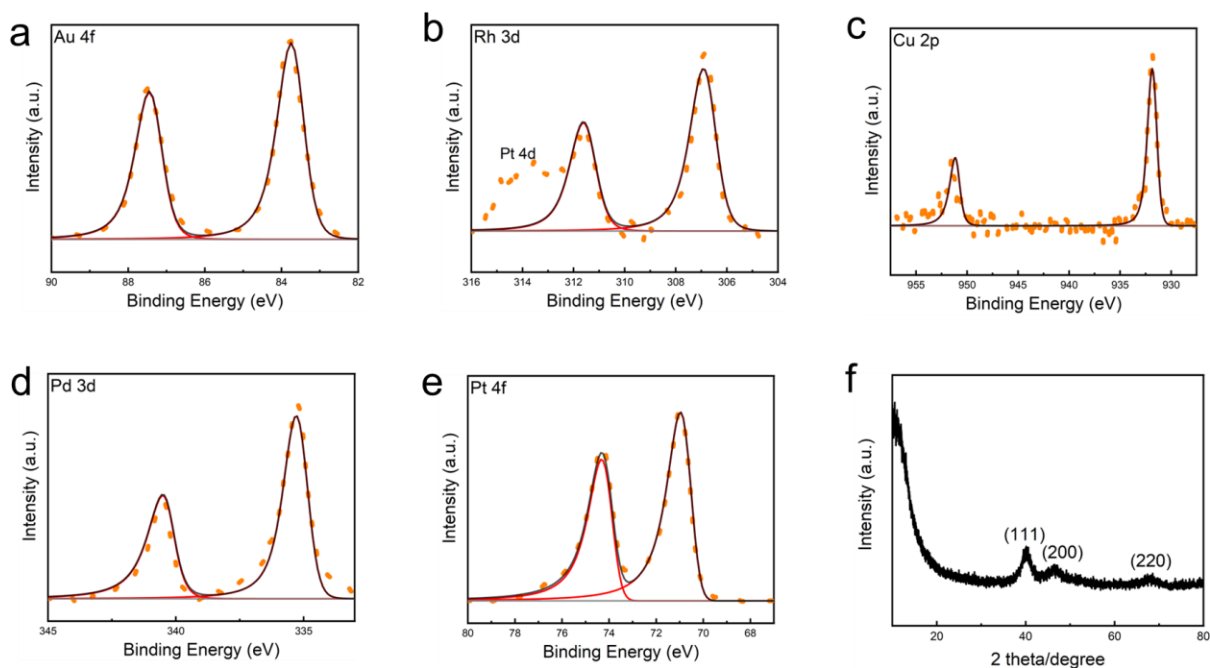 a
Au 4f
Intensity (a.u.)
90 88 86 84 82
Binding Energy (eV)
b
Rh 3d
Pt 4d
Intensity (a.u.)
316 314 312 310 308 306 304
Binding Energy (eV)
c
Cu 2p
Intensity (a.u.)
955 950 945 940 935 930
Binding Energy (eV)
d
Pd 3d
Intensity (a.u.)
345 340 335
Binding Energy (eV)
e
Pt 4f
Intensity (a.u.)
80 78 76 74 72 70 68
Binding Energy (eV)
f
(111)
(200)
(220)
Intensity (a.u.)
20 40 60 80
2 theta/degree